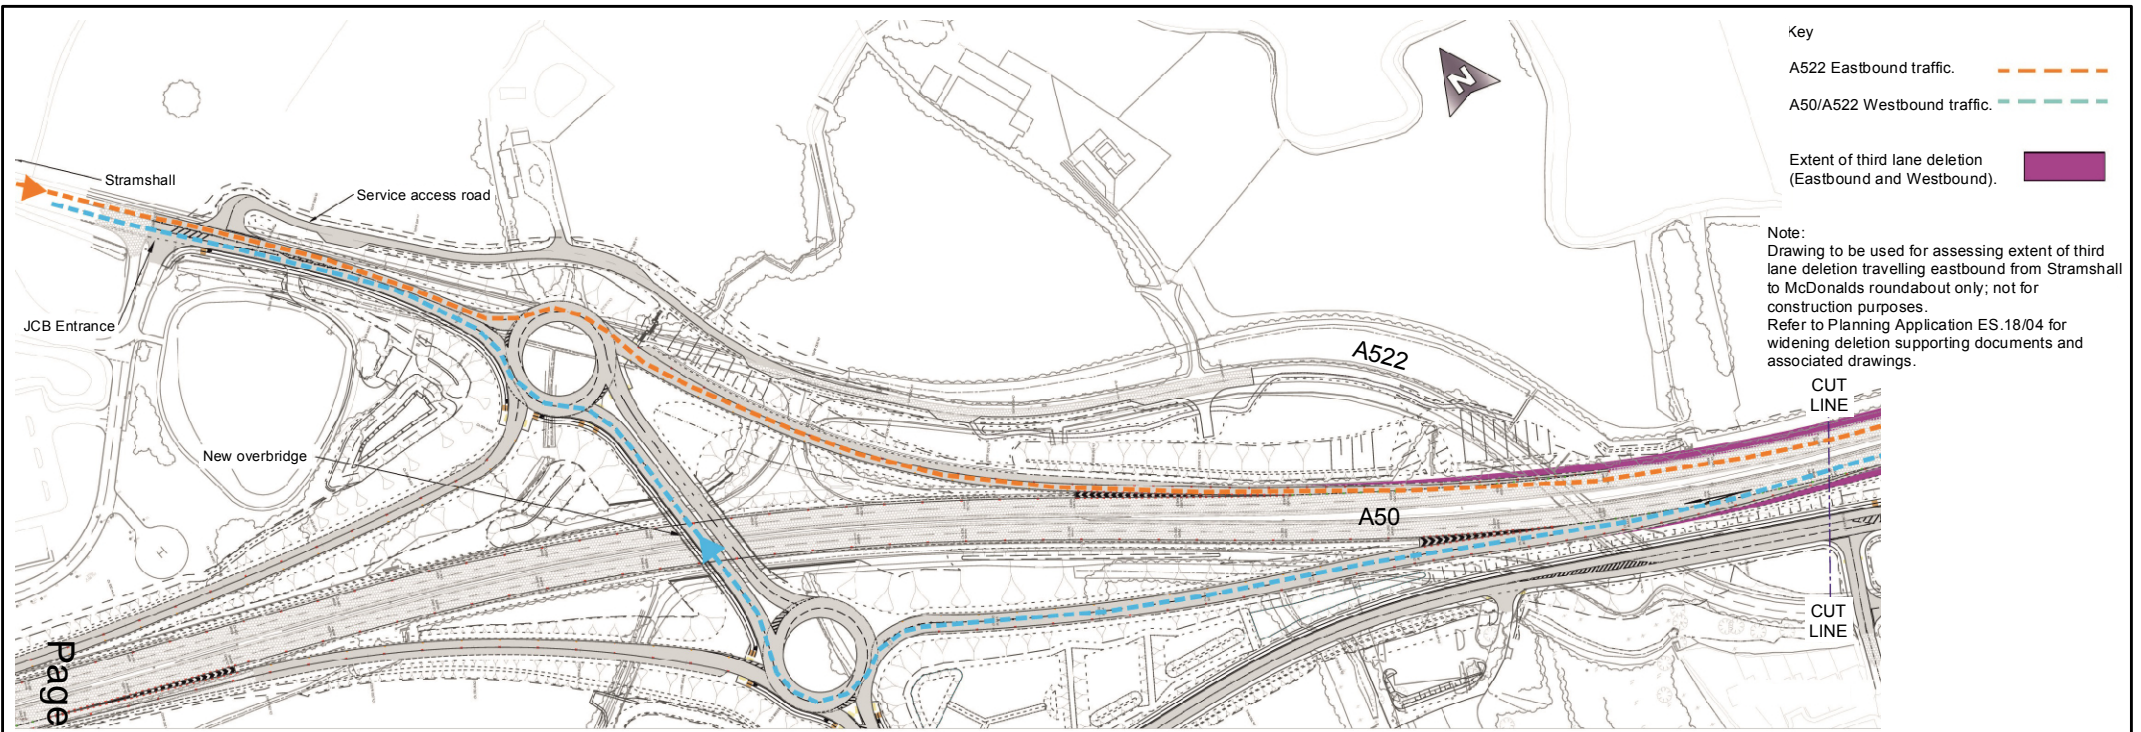 Key
A522 Eastbound traffic.
A50/A522 Westbound traffic.
Extent of third lane deletion
(Eastbound and Westbound).
Note:
Drawing to be used for assessing extent of third
lane deletion travelling eastbound from Stramshall
to McDonalds roundabout only; not for
construction purposes.
Refer to Planning Application ES.18/04 for
widening deletion supporting documents and
associated drawings.
N
Stramshall
Service access road
JCB Entrance
New overbridge
A522
A50
CUT
LINE
CUT
LINE
H
Page